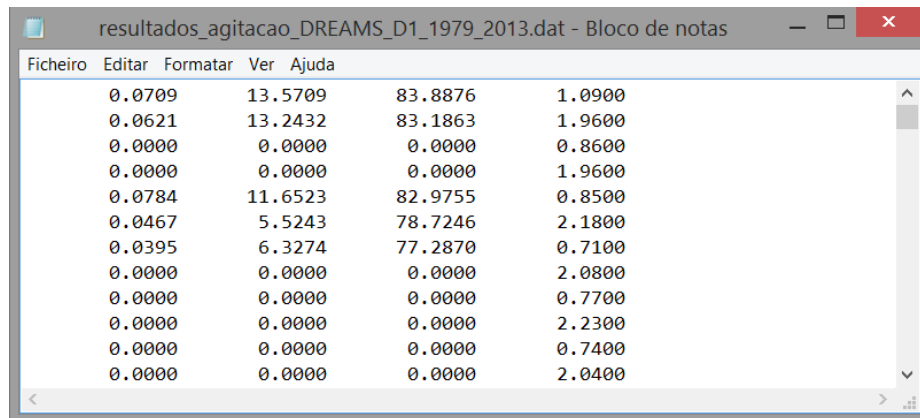 resultados_agitacao_DREAMS_D1_1979_2013.dat - Bloco de notas
Ficheiro Editar Formatar Ver Ajuda
0.0709 13.5709 83.8876 1.0900
0.0621 13.2432 83.1863 1.9600
0.0000 0.0000 0.0000 0.8600
0.0000 0.0000 0.0000 1.9600
0.0784 11.6523 82.9755 0.8500
0.0467 5.5243 78.7246 2.1800
0.0395 6.3274 77.2870 0.7100
0.0000 0.0000 0.0000 2.0800
0.0000 0.0000 0.0000 0.7700
0.0000 0.0000 0.0000 2.2300
0.0000 0.0000 0.0000 0.7400
0.0000 0.0000 0.0000 2.0400